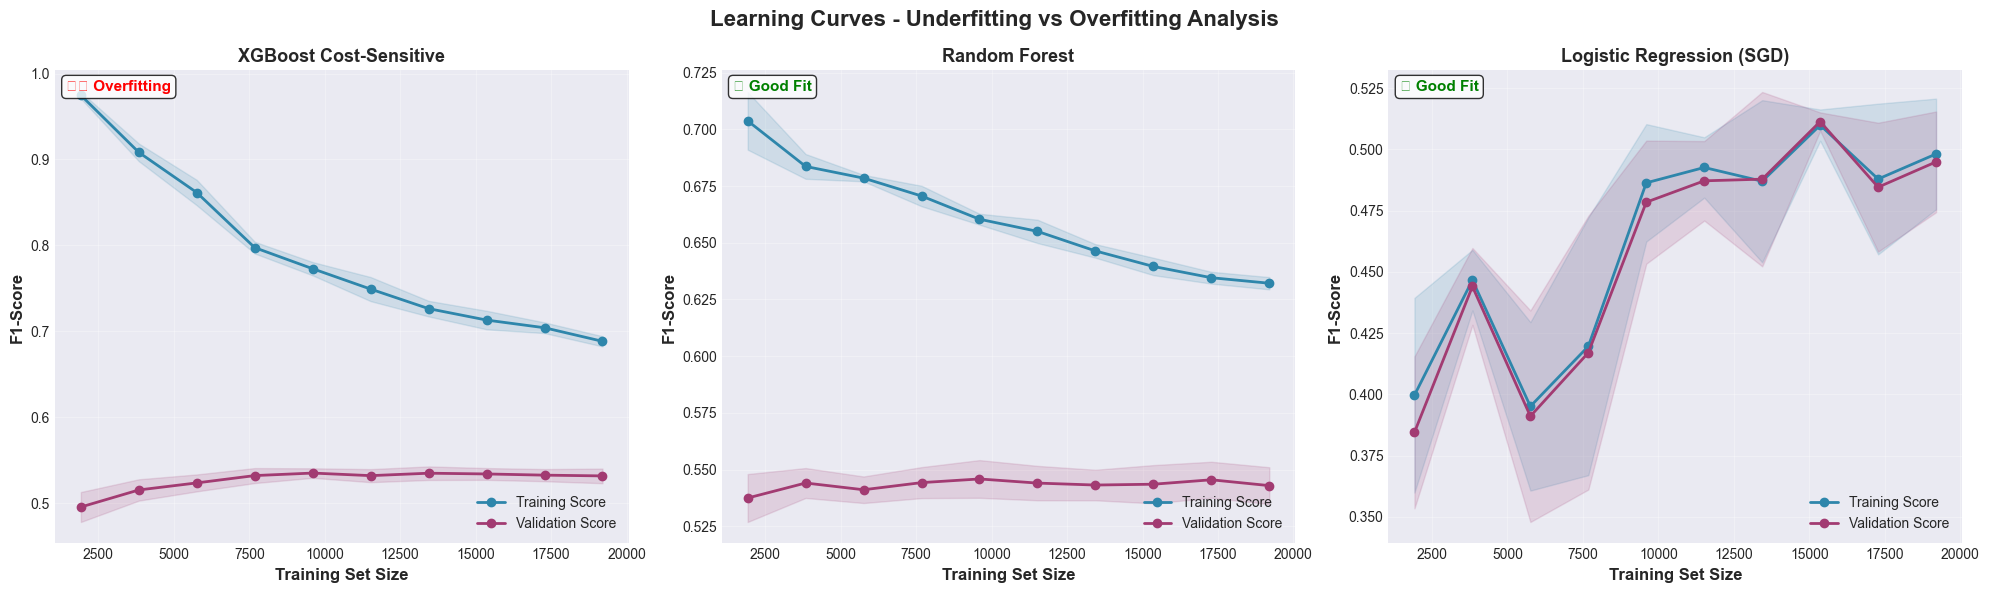 Learning Curves - Underfitting vs Overfitting Analysis
XGBoost Cost-Sensitive
Overfitting
F1-Score
1.0
0.9
0.8
0.7
0.6
0.5
2500 5000 7500 10000 12500 15000 17500 20000
Training Set Size
Training Score
Validation Score
Random Forest
Good Fit
F1-Score
0.725
0.700
0.675
0.650
0.625
0.600
0.575
0.550
0.525
2500 5000 7500 10000 12500 15000 17500 20000
Training Set Size
Training Score
Validation Score
Logistic Regression (SGD)
Good Fit
F1-Score
0.525
0.500
0.475
0.450
0.425
0.400
0.375
0.350
2500 5000 7500 10000 12500 15000 17500 20000
Training Set Size
Training Score
Validation Score